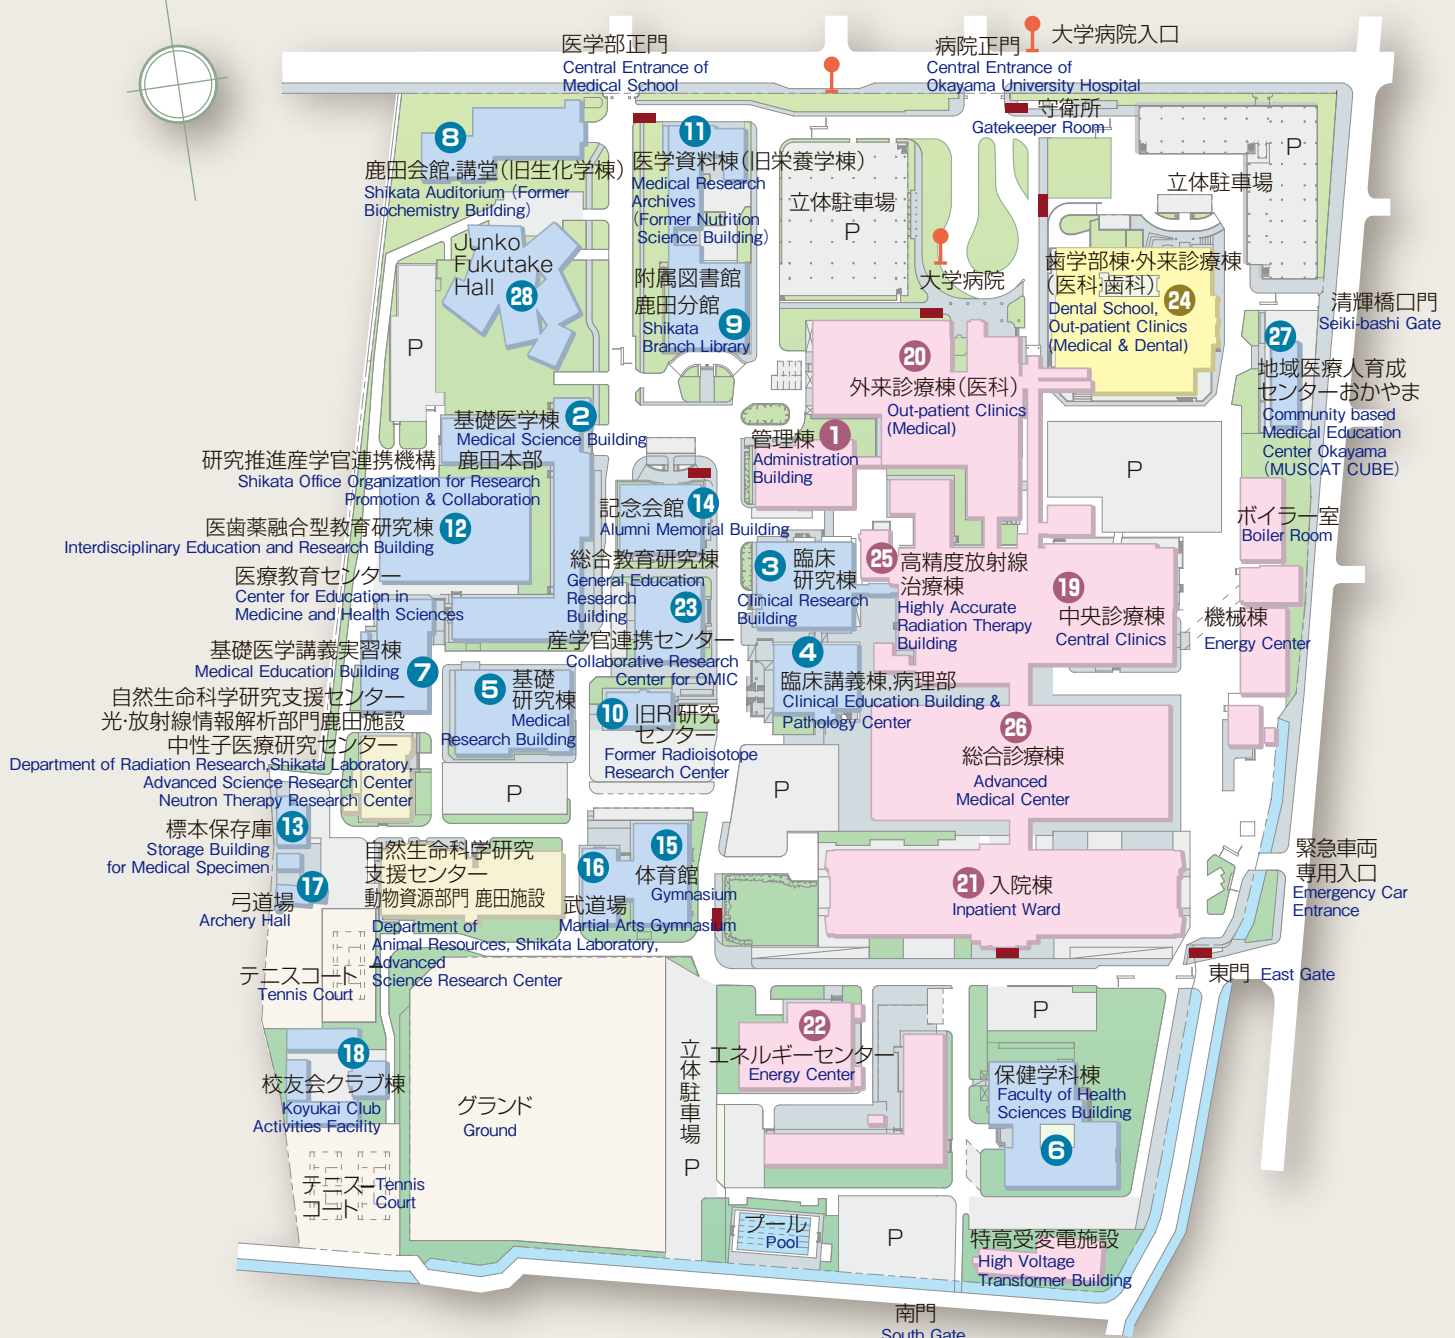 医学部正門
Central Entrance of
Medical School
病院正門
Central Entrance of
Okayama University Hospital
大学病院入口
守衛所
Gatekeeper Room
8
鹿田会館・講堂(旧生化学棟)
Shikata Auditorium (Former
Biochemistry Building)
11
医学資料棟(旧栄養学棟)
Medical Research
Archives
(Former Nutrition
Science Building)
立体駐車場
P
P
立体駐車場
Junko
Fukutake
Hall
28
附属図書館
鹿田分館
9
Shikata
Branch Library
大学病院
歯学部棟・外来診療棟
(医科・歯科)
24
Dental School,
Out-patient Clinics
(Medical & Dental)
清輝橋口門
Seiki-bashi Gate
P
27
地域医療人育成
センターおかやま
Community based
Medical Education
Center Okayama
(MUSCAT CUBE)
20
外来診療棟(医科)
Out-patient Clinics
(Medical)
基礎医学棟
2
Medical Science Building
管理棟
1
Administration
Building
研究推進産学官連携機構 鹿田本部
Shikata Office Organization for Research
Promotion & Collaboration
P
医歯薬融合型教育研究棟
12
Interdisciplinary Education and Research Building
記念会館
14
Alumni Memorial Building
ボイラー室
Boiler Room
医療教育センター
Center for Education in
Medicine and Health Sciences
総合教育研究棟
General Education
Research
Building
23
3
臨床
研究棟
Clinical Research
Building
25
高精度放射線
治療棟
Highly Accurate
Radiation Therapy
Building
19
中央診療棟
Central Clinics
機械棟
Energy Center
基礎医学講義実習棟
Medical Education Building
7
産学官連携センター
Collaborative Research
Center for OMIC
4
臨床講義棟,病理部
Clinical Education Building &
Pathology Center
5
基礎
研究棟
Medical
Research Building
自然生命科学研究支援センター
光・放射線情報解析部門鹿田施設
中性子医療研究センター
Department of Radiation Research,Shikata Laboratory,
Advanced Science Research Center
Neutron Therapy Research Center
10
旧RI研究
センター
Former Radioisotope
Research Center
26
総合診療棟
Advanced
Medical Center
P
P
標本保存庫
13
Storage Building
for Medical Specimen
自然生命科学研究
支援センター
動物資源部門 鹿田施設
Department of
Animal Resources, Shikata Laboratory,
Advanced
Science Research Center
16
武道場
Martial Arts Gymnasium
15
体育館
Gymnasium
21
入院棟
Inpatient Ward
緊急車両
専用入口
Emergency Car
Entrance
17
弓道場
Archery Hall
テニスコート
Tennis Court
東門
East Gate
P
22
エネルギーセンター
Energy Center
18
校友会クラブ棟
Koyukai Club
Activities Facility
グランド
Ground
立体駐車場
P
保健学科棟
Faculty of Health
Sciences Building
6
テニス
コート
Tennis
Court
プール
Pool
P
特高受変電施設
High Voltage
Transformer Building
南門
South Gate